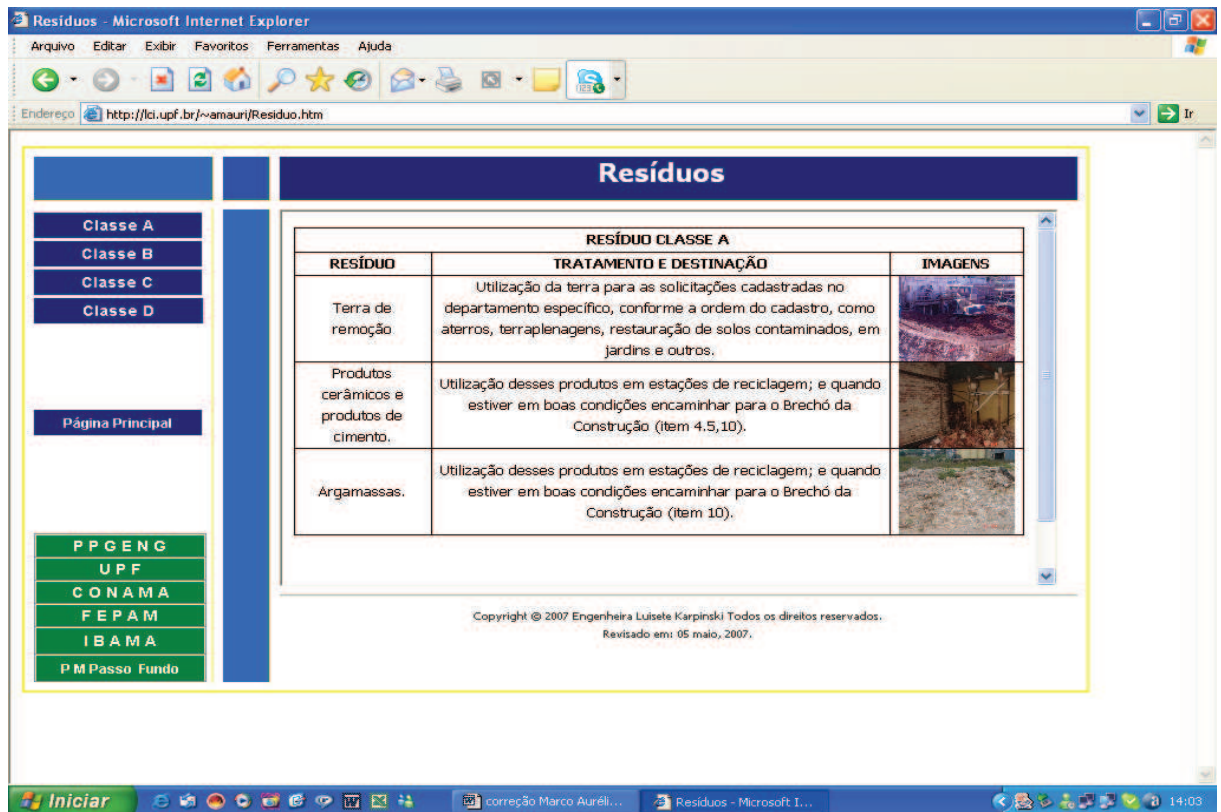 Resíduos - Microsoft Internet Explorer
Arquivo Editar Exibir Favoritos Ferramentas Ajuda
Endereço http://lci.upf.br/~amauri/Residuo.htm Ir
Resíduos
Classe A
Classe B
Classe C
Classe D
Página Principal
PPGENG
UPF
CONAMA
FEPAM
IBAMA
PM Passo Fundo
RESÍDUO CLASSE A
RESÍDUO TRATAMENTO E DESTINAÇÃO IMAGENS
Terra de
remoção
Utilização da terra para as solicitações cadastradas no
departamento específico, conforme a ordem do cadastro, como
aterros, terraplenagens, restauração de solos contaminados, em
jardins e outros.
Produtos
cerâmicos e
produtos de
cimento.
Utilização desses produtos em estações de reciclagem; e quando
estiver em boas condições encaminhar para o Brechó da
Construção (item 4.5,10).
Argamassas.
Utilização desses produtos em estações de reciclagem; e quando
estiver em boas condições encaminhar para o Brechó da
Construção (item 10).
Copyright © 2007 Engenheira Luisete Karpinski Todos os direitos reservados.
Revisado em: 05 maio, 2007.
Iniciar correção Marco Auréli... Resíduos - Microsoft I... 14:03